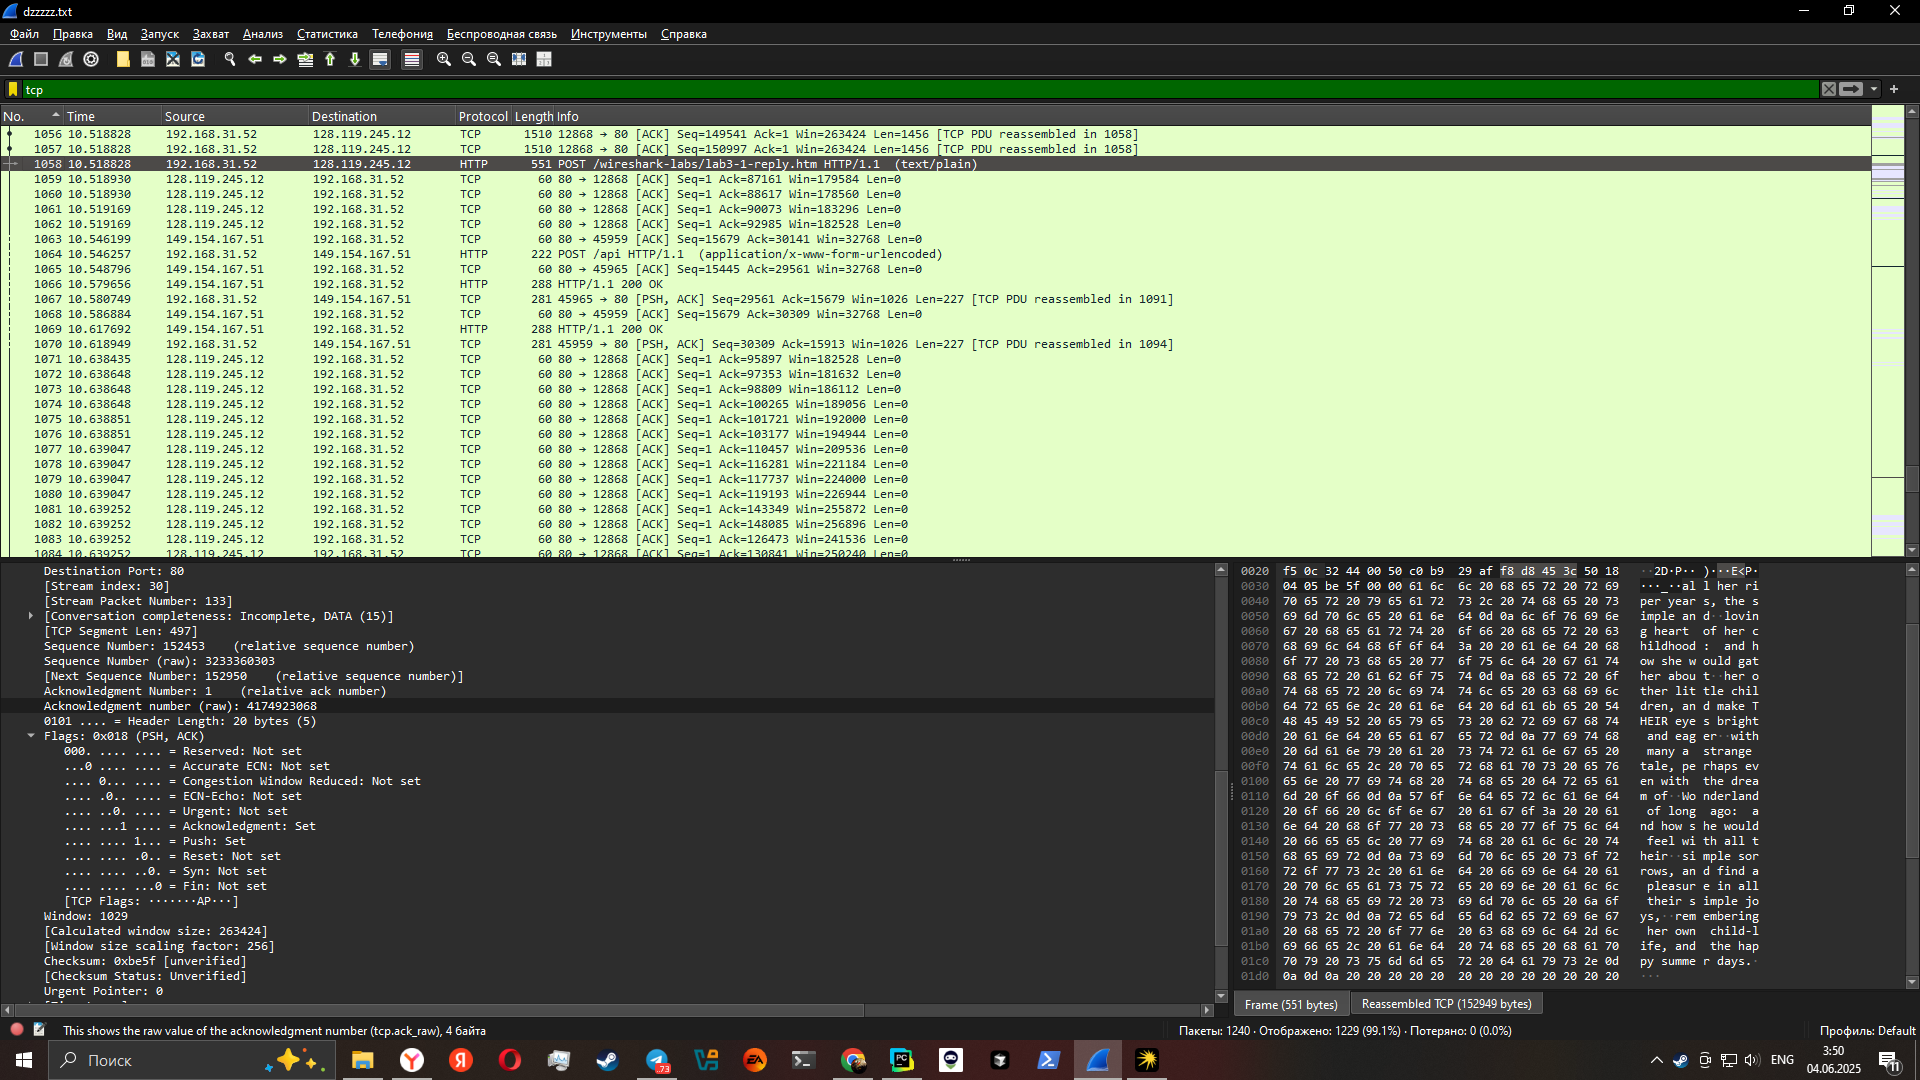 dzzzzz.txt
Файл Правка Вид Запуск Захват Анализ Статистика Телефония Беспроводная связь Инструменты Справка
tcp
No. Time Source Destination Protocol Length Info
1056 10.518828 192.168.31.52 128.119.245.12 TCP 1510 12868 → 80 [ACK] Seq=149541 Ack=1 Win=263424 Len=1456 [TCP PDU reassembled in 1058]
1057 10.518828 192.168.31.52 128.119.245.12 TCP 1510 12868 → 80 [ACK] Seq=150997 Ack=1 Win=263424 Len=1456 [TCP PDU reassembled in 1058]
1058 10.518828 192.168.31.52 128.119.245.12 HTTP 551 POST /wireshark-labs/lab3-1-reply.htm HTTP/1.1 (text/plain)
1059 10.518930 128.119.245.12 192.168.31.52 TCP 60 80 → 12868 [ACK] Seq=1 Ack=87161 Win=179584 Len=0
1060 10.518930 128.119.245.12 192.168.31.52 TCP 60 80 → 12868 [ACK] Seq=1 Ack=88617 Win=178560 Len=0
1061 10.519169 128.119.245.12 192.168.31.52 TCP 60 80 → 12868 [ACK] Seq=1 Ack=90073 Win=183296 Len=0
1062 10.519169 128.119.245.12 192.168.31.52 TCP 60 80 → 12868 [ACK] Seq=1 Ack=92985 Win=182528 Len=0
1063 10.546199 149.154.167.51 192.168.31.52 TCP 60 80 → 45959 [ACK] Seq=15679 Ack=30141 Win=32768 Len=0
1064 10.546257 192.168.31.52 149.154.167.51 HTTP 222 POST /api HTTP/1.1 (application/x-www-form-urlencoded)
1065 10.548796 149.154.167.51 192.168.31.52 TCP 60 80 → 45965 [ACK] Seq=15445 Ack=29561 Win=32768 Len=0
1066 10.579656 149.154.167.51 192.168.31.52 HTTP 288 HTTP/1.1 200 OK
1067 10.580749 192.168.31.52 149.154.167.51 TCP 281 45965 → 80 [PSH, ACK] Seq=29561 Ack=15679 Win=1026 Len=227 [TCP PDU reassembled in 1091]
1068 10.586884 149.154.167.51 192.168.31.52 TCP 60 80 → 45959 [ACK] Seq=15679 Ack=30309 Win=32768 Len=0
1069 10.617692 149.154.167.51 192.168.31.52 HTTP 288 HTTP/1.1 200 OK
1070 10.618949 192.168.31.52 149.154.167.51 TCP 281 45959 → 80 [PSH, ACK] Seq=30309 Ack=15913 Win=1026 Len=227 [TCP PDU reassembled in 1094]
1071 10.638435 128.119.245.12 192.168.31.52 TCP 60 80 → 12868 [ACK] Seq=1 Ack=95897 Win=182528 Len=0
1072 10.638648 128.119.245.12 192.168.31.52 TCP 60 80 → 12868 [ACK] Seq=1 Ack=97353 Win=181632 Len=0
1073 10.638648 128.119.245.12 192.168.31.52 TCP 60 80 → 12868 [ACK] Seq=1 Ack=98809 Win=186112 Len=0
1074 10.638648 128.119.245.12 192.168.31.52 TCP 60 80 → 12868 [ACK] Seq=1 Ack=100265 Win=189056 Len=0
1075 10.638851 128.119.245.12 192.168.31.52 TCP 60 80 → 12868 [ACK] Seq=1 Ack=101721 Win=192000 Len=0
1076 10.638851 128.119.245.12 192.168.31.52 TCP 60 80 → 12868 [ACK] Seq=1 Ack=103177 Win=194944 Len=0
1077 10.639047 128.119.245.12 192.168.31.52 TCP 60 80 → 12868 [ACK] Seq=1 Ack=110457 Win=209536 Len=0
1078 10.639047 128.119.245.12 192.168.31.52 TCP 60 80 → 12868 [ACK] Seq=1 Ack=116281 Win=221184 Len=0
1079 10.639047 128.119.245.12 192.168.31.52 TCP 60 80 → 12868 [ACK] Seq=1 Ack=117737 Win=224000 Len=0
1080 10.639047 128.119.245.12 192.168.31.52 TCP 60 80 → 12868 [ACK] Seq=1 Ack=119193 Win=226944 Len=0
1081 10.639252 128.119.245.12 192.168.31.52 TCP 60 80 → 12868 [ACK] Seq=1 Ack=143349 Win=255872 Len=0
1082 10.639252 128.119.245.12 192.168.31.52 TCP 60 80 → 12868 [ACK] Seq=1 Ack=148085 Win=256896 Len=0
1083 10.639252 128.119.245.12 192.168.31.52 TCP 60 80 → 12868 [ACK] Seq=1 Ack=126473 Win=241536 Len=0
1084 10.639252 128.119.245.12 192.168.31.52 TCP 60 80 → 12868 [ACK] Seq=1 Ack=130841 Win=250240 Len=0
Destination Port: 80
[Stream index: 30]
[Stream Packet Number: 133]
[Conversation completeness: Incomplete, DATA (15)]
[TCP Segment Len: 497]
Sequence Number: 152453 (relative sequence number)
Sequence Number (raw): 3233360303
[Next Sequence Number: 152950 (relative sequence number)]
Acknowledgment Number: 1 (relative ack number)
Acknowledgment number (raw): 4174923068
0101 .... = Header Length: 20 bytes (5)
Flags: 0x018 (PSH, ACK)
000. .... .... = Reserved: Not set
...0 .... .... = Accurate ECN: Not set
.... 0... .... = Congestion Window Reduced: Not set
.... .0.. .... = ECN-Echo: Not set
.... ..0. .... = Urgent: Not set
.... ...1 .... = Acknowledgment: Set
.... .... 1... = Push: Set
.... .... .0.. = Reset: Not set
.... .... ..0. = Syn: Not set
.... .... ...0 = Fin: Not set
[TCP Flags: ·······AP···]
Window: 1029
[Calculated window size: 263424]
[Window size scaling factor: 256]
Checksum: 0xbe5f [unverified]
[Checksum Status: Unverified]
Urgent Pointer: 0
0020 f5 0c 32 44 00 50 c0 b9 29 af f8 d8 45 3c 50 18 ··2D·P·· )···E<P·
0030 04 05 be 5f 00 00 61 6c 6c 20 68 65 72 20 72 69 ···_··al l her ri
0040 70 65 72 20 79 65 61 72 73 2c 20 74 68 65 20 73 per year s, the s
0050 69 6d 70 6c 65 20 61 6e 64 0d 0a 6c 6f 76 69 6e imple an d··lovin
0060 67 20 68 65 61 72 74 20 6f 66 20 68 65 72 20 63 g heart of her c
0070 68 69 6c 64 68 6f 6f 64 3a 20 20 61 6e 64 20 68 hildhood : and h
0080 6f 77 20 73 68 65 20 77 6f 75 6c 64 20 67 61 74 ow she w ould gat
0090 68 65 72 20 61 62 6f 75 74 0d 0a 68 65 72 20 6f her abou t··her o
00a0 74 68 65 72 20 6c 69 74 74 6c 65 20 63 68 69 6c ther lit tle chil
00b0 64 72 65 6e 2c 20 61 6e 64 20 6d 61 6b 65 20 54 dren, an d make T
00c0 48 45 49 52 20 65 79 65 73 20 62 72 69 67 68 74 HEIR eye s bright
00d0 20 61 6e 64 20 65 61 67 65 72 0d 0a 77 69 74 68 and eag er··with
00e0 20 6d 61 6e 79 20 61 20 73 74 72 61 6e 67 65 20 many a strange
00f0 74 61 6c 65 2c 20 70 65 72 68 61 70 73 20 65 76 tale, pe rhaps ev
0100 65 6e 20 77 69 74 68 20 74 68 65 20 64 72 65 61 en with the drea
0110 6d 20 6f 66 0d 0a 57 6f 6e 64 65 72 6c 61 6e 64 m of··Wo nderland
0120 20 6f 66 20 6c 6f 6e 67 20 61 67 6f 3a 20 20 61 of long ago: a
0130 6e 64 20 68 6f 77 20 73 68 65 20 77 6f 75 6c 64 nd how s he would
0140 20 66 65 65 6c 20 77 69 74 68 20 61 6c 6c 20 74 feel wi th all t
0150 68 65 69 72 0d 0a 73 69 6d 70 6c 65 20 73 6f 72 heir··si mple sor
0160 72 6f 77 73 2c 20 61 6e 64 20 66 69 6e 64 20 61 rows, an d find a
0170 20 70 6c 65 61 73 75 72 65 20 69 6e 20 61 6c 6c pleasur e in all
0180 20 74 68 65 69 72 20 73 69 6d 70 6c 65 20 6a 6f their s imple jo
0190 79 73 2c 0d 0a 72 65 6d 65 6d 62 65 72 69 6e 67 ys,··rem embering
01a0 20 68 65 72 20 6f 77 6e 20 63 68 69 6c 64 2d 6c her own child-l
01b0 69 66 65 2c 20 61 6e 64 20 74 68 65 20 68 61 70 ife, and the hap
01c0 70 79 20 73 75 6d 6d 65 72 20 64 61 79 73 2e 0d py summe r days.·
01d0 0a 0d 0a 20 20 20 20 20 20 20 20 20 20 20 20 20 ···
Frame (551 bytes) Reassembled TCP (152949 bytes)
This shows the raw value of the acknowledgment number (tcp.ack_raw), 4 байта
Пакеты: 1240 · Отображено: 1229 (99.1%) · Потеряно: 0 (0.0%)
Профиль: Default
Поиск
.73
EA
PC
ENG
3:50
04.06.2025
11